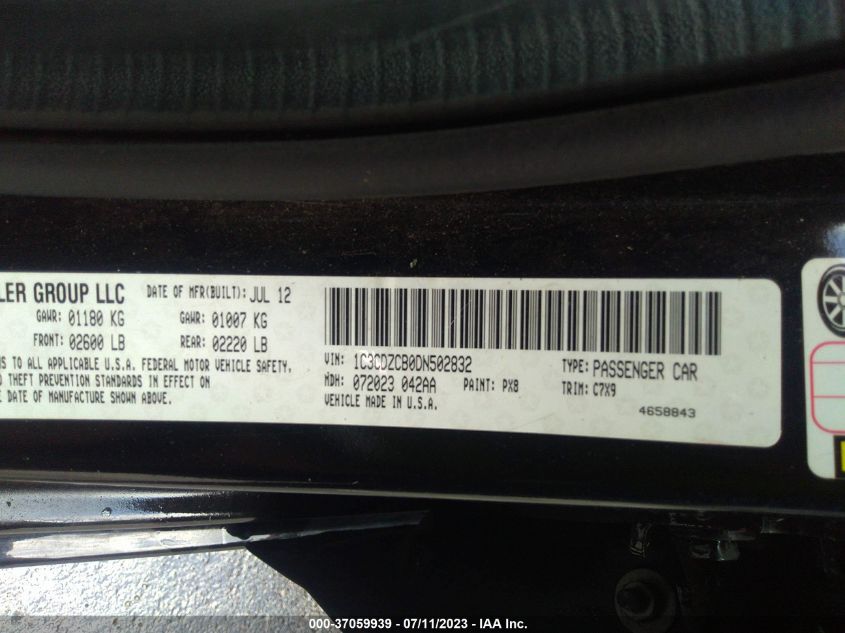 LER GROUP LLC
DATE OF MFR(BUILT): JUL 12
GAWR: 01180 KG
GAWR: 01007 KG
FRONT: 02600 LB
REAR: 02220 LB
S TO ALL APPLICABLE U.S.A. FEDERAL MOTOR VEHICLE SAFETY,
D THEFT PREVENTION STANDARDS IN EFFECT ON
E DATE OF MANUFACTURE SHOWN ABOVE.
VIN: 1C3CDZCB0DN502832
TYPE: PASSENGER CAR
MDH: 072023 042AA
PAINT: PX8
TRIM: C7X9
VEHICLE MADE IN U.S.A.
4658843
000-37059939 - 07/11/2023 - IAA Inc.